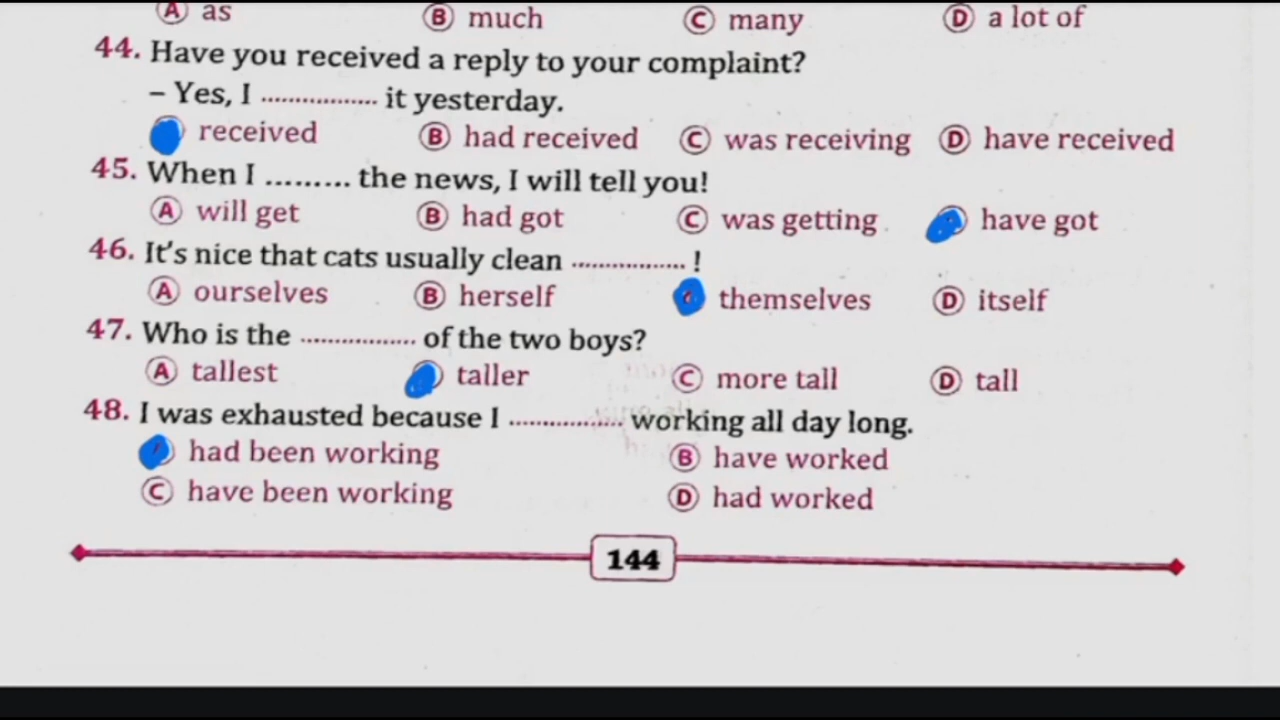 A as B much C many D a lot of
44. Have you received a reply to your complaint?
– Yes, I .................. it yesterday.
received B had received C was receiving D have received
45. When I ......... the news, I will tell you!
A will get B had got C was getting have got
46. It's nice that cats usually clean .................. !
A ourselves B herself themselves D itself
47. Who is the .................. of the two boys?
A tallest taller C more tall D tall
48. I was exhausted because I .................. working all day long.
had been working B have worked
C have been working D had worked
144